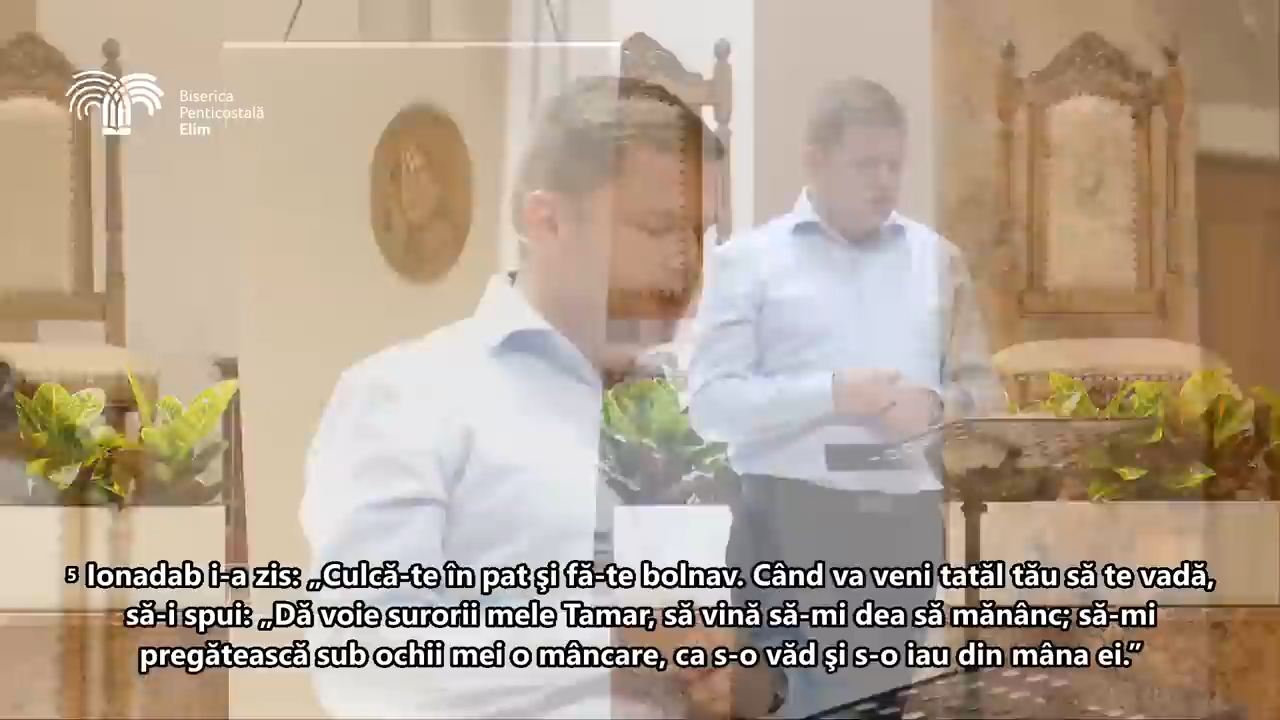 Biserica
Penticostală
Elim
5 Ionadab i-a zis: „Culcă-te în pat şi fă-te bolnav. Când va veni tatăl tău să te vadă,
să-i spui: „Dă voie surorii mele Tamar, să vină să-mi dea să mănânc; să-mi
pregătească sub ochii mei o mâncare, ca s-o văd şi s-o iau din mâna ei.”